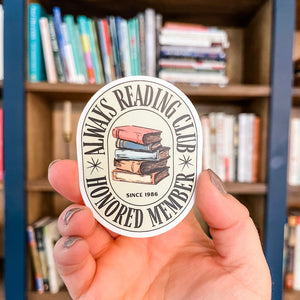 ALWAYS READING CLUB
SINCE 1986
HONORED MEMBER